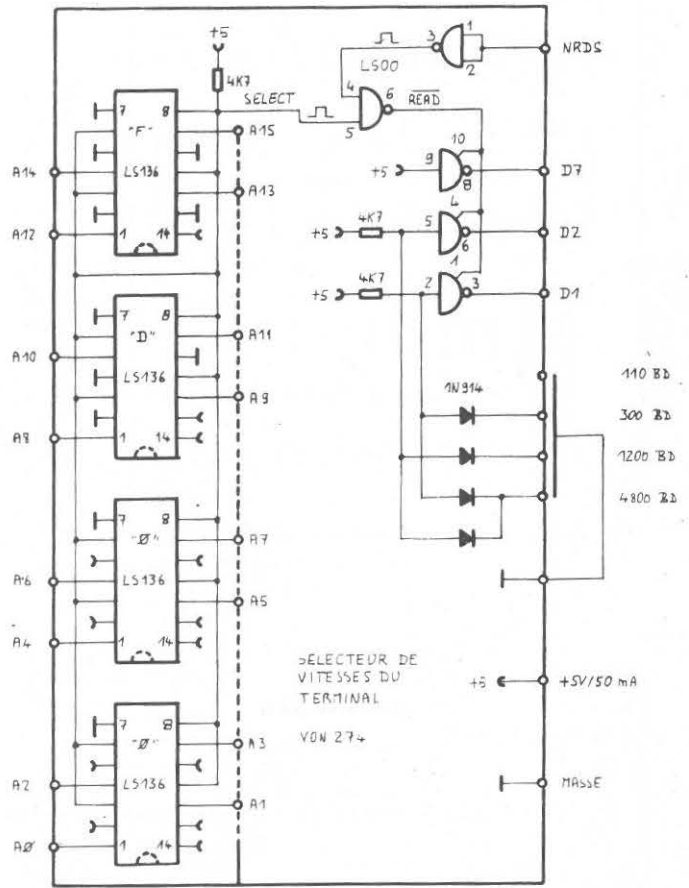 +5
4K7
SELECT
LS00
3
1
2
NRDS
4
5
6
READ
7
8
"F"
LS136
1
14
A15
A14
A13
A12
+5
9
10
8
D7
+5
4K7
5
4
6
D2
+5
4K7
2
1
3
D1
7
8
"D"
LS136
1
14
A11
A10
A9
A8
1N914
110 BD
300 BD
1200 BD
4800 BD
7
8
"Ø"
LS136
1
14
A7
A6
A5
A4
SELECTEUR DE
VITESSES DU
TERMINAL
VON 274
+5
+5V/50 mA
7
8
"Ø"
LS136
1
14
A3
A2
A1
AØ
MASSE